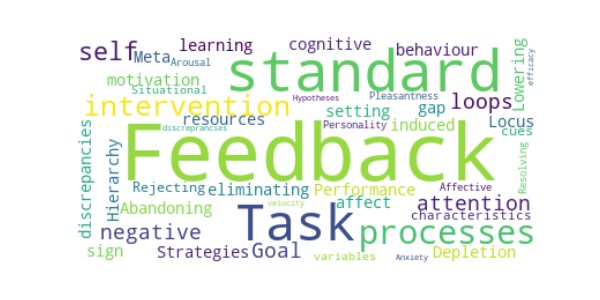 self
Meta
Arousal
learning
cognitive
behaviour
standard
Lowering
efficacy
motivation
Situational
intervention
Hypotheses
Pleasantness
setting
gap
loops
resources
discrepancies
Personality
induced
Locus
cues
discrepancies
Hierarchy
Feedback
Resolving
Rejecting
eliminating
Performance
Affective
Abandoning
velocity
affect
attention
characteristics
negative
Task
processes
sign
Strategies
Goal
variables
Anxiety
Depletion